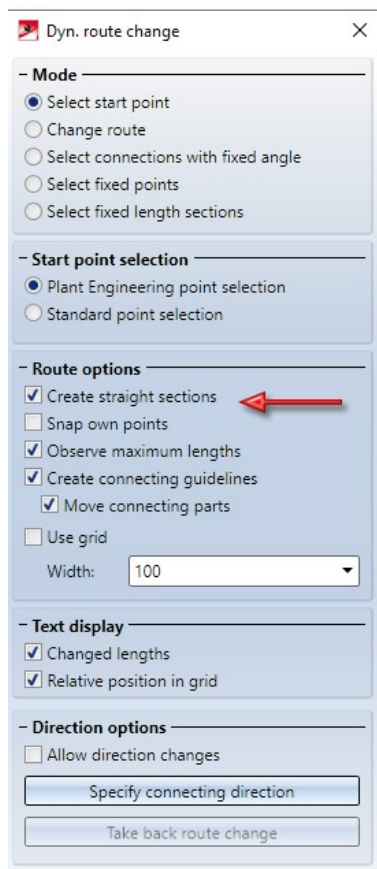 Dyn. route change
Mode
Select start point
Change route
Select connections with fixed angle
Select fixed points
Select fixed length sections
Start point selection
Plant Engineering point selection
Standard point selection
Route options
Create straight sections
Snap own points
Observe maximum lengths
Create connecting guidelines
Move connecting parts
Use grid
Width: 100
Text display
Changed lengths
Relative position in grid
Direction options
Allow direction changes
Specify connecting direction
Take back route change